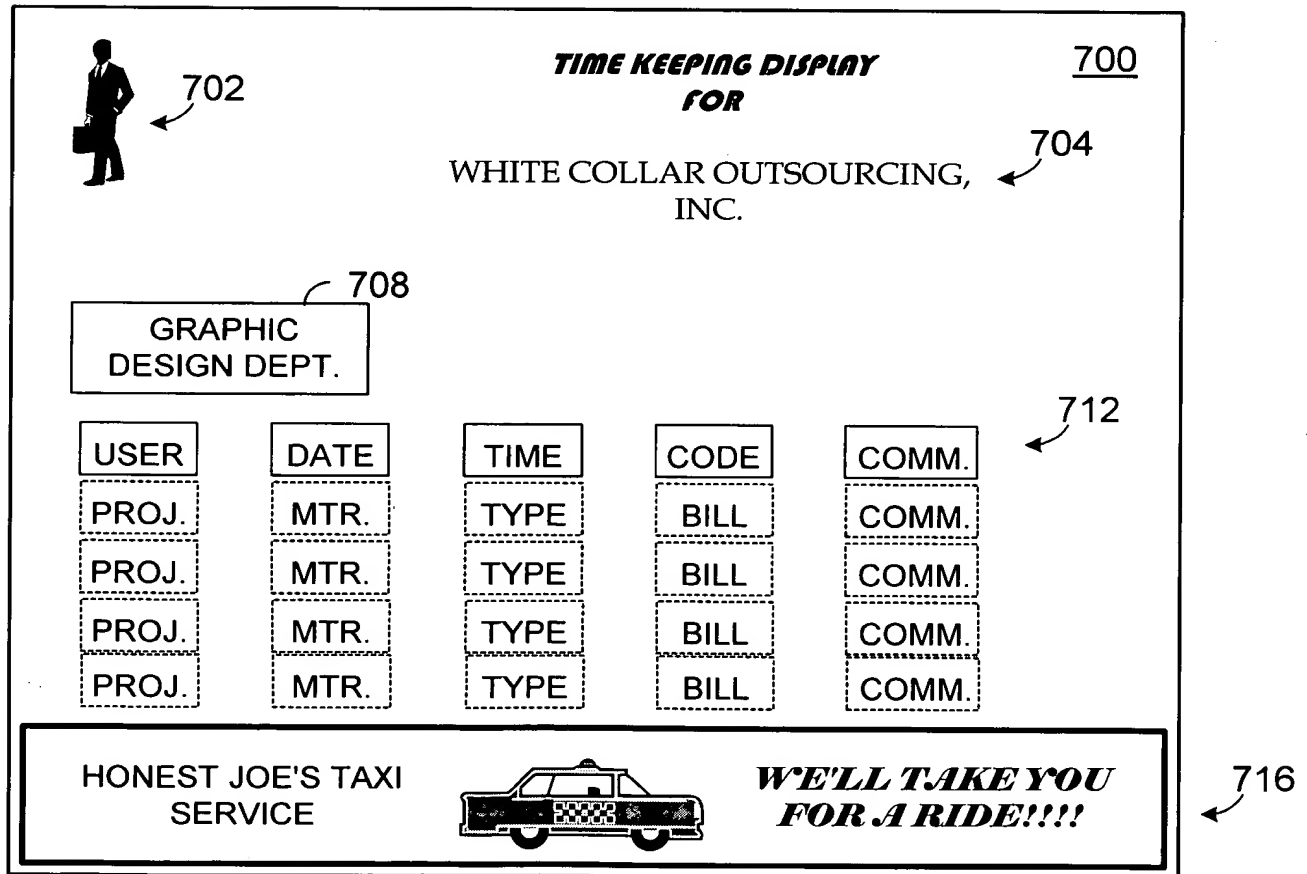 TIME KEEPING DISPLAY
FOR
700
702
704
WHITE COLLAR OUTSOURCING,
INC.
708
GRAPHIC
DESIGN DEPT.
712
USER DATE TIME CODE COMM.
PROJ. MTR. TYPE BILL COMM.
PROJ. MTR. TYPE BILL COMM.
PROJ. MTR. TYPE BILL COMM.
PROJ. MTR. TYPE BILL COMM.
HONEST JOE'S TAXI
SERVICE
WE'LL TAKE YOU
FOR A RIDE!!!!
716